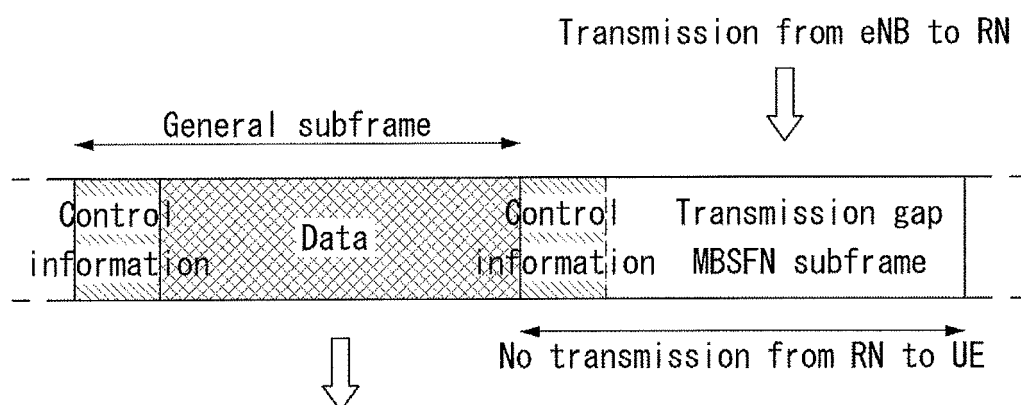 Transmission from eNB to RN
General subframe
Control information
Data
Control information
Transmission gap
MBSFN subframe
No transmission from RN to UE